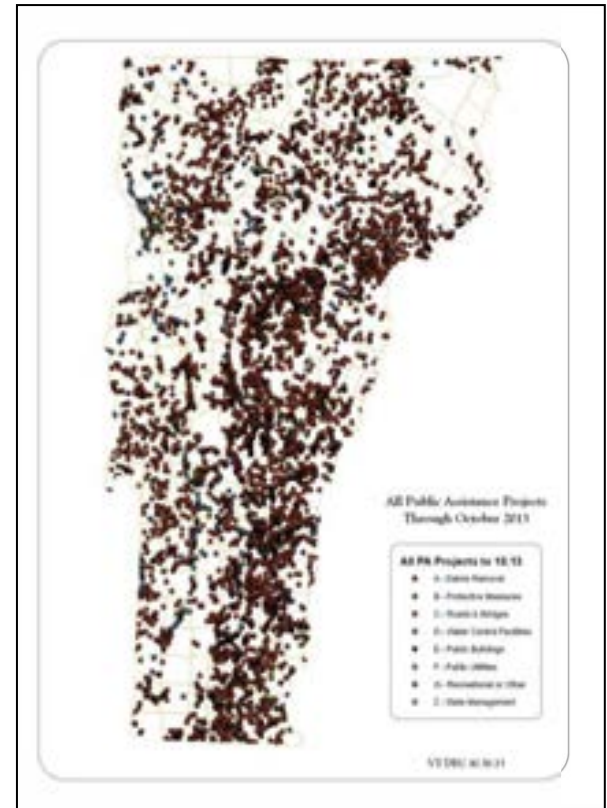 All Public Assistance Projects
Through October 2013
All PA Projects to 10.13
A - Debris Removal
B - Protective Measures
C - Roads & Bridges
D - Water Control Facilities
E - Public Buildings
F - Public Utilities
G - Recreational or Other
Z - State Management